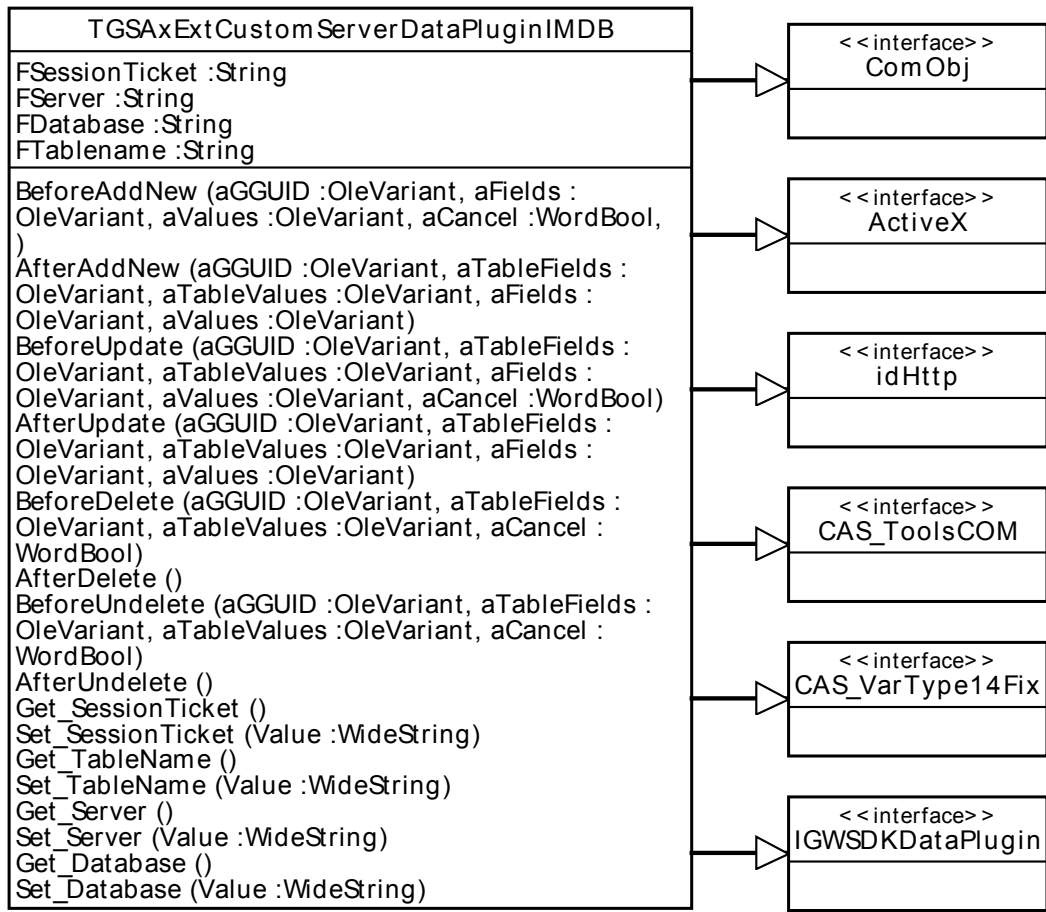 TGSAxExtCustomServerDataPluginIMDB
FSessionTicket :String
FServer :String
FDatabase :String
FTablename :String
BeforeAddNew (aGGUID :OleVariant, aFields :
OleVariant, aValues :OleVariant, aCancel :WordBool,
)
AfterAddNew (aGGUID :OleVariant, aTableFields :
OleVariant, aTableValues :OleVariant, aFields :
OleVariant, aValues :OleVariant)
BeforeUpdate (aGGUID :OleVariant, aTableFields :
OleVariant, aTableValues :OleVariant, aFields :
OleVariant, aValues :OleVariant, aCancel :WordBool)
AfterUpdate (aGGUID :OleVariant, aTableFields :
OleVariant, aTableValues :OleVariant, aFields :
OleVariant, aValues :OleVariant)
BeforeDelete (aGGUID :OleVariant, aTableFields :
OleVariant, aTableValues :OleVariant, aCancel :
WordBool)
AfterDelete ()
BeforeUndelete (aGGUID :OleVariant, aTableFields :
OleVariant, aTableValues :OleVariant, aCancel :
WordBool)
AfterUndelete ()
Get_SessionTicket ()
Set_SessionTicket (Value :WideString)
Get_TableName ()
Set_TableName (Value :WideString)
Get_Server ()
Set_Server (Value :WideString)
Get_Database ()
Set_Database (Value :WideString)
<<interface>>
ComObj
<<interface>>
ActiveX
<<interface>>
idHttp
<<interface>>
CAS_ToolsCOM
<<interface>>
CAS_VarType14Fix
<<interface>>
IGWSDKDataPlugin